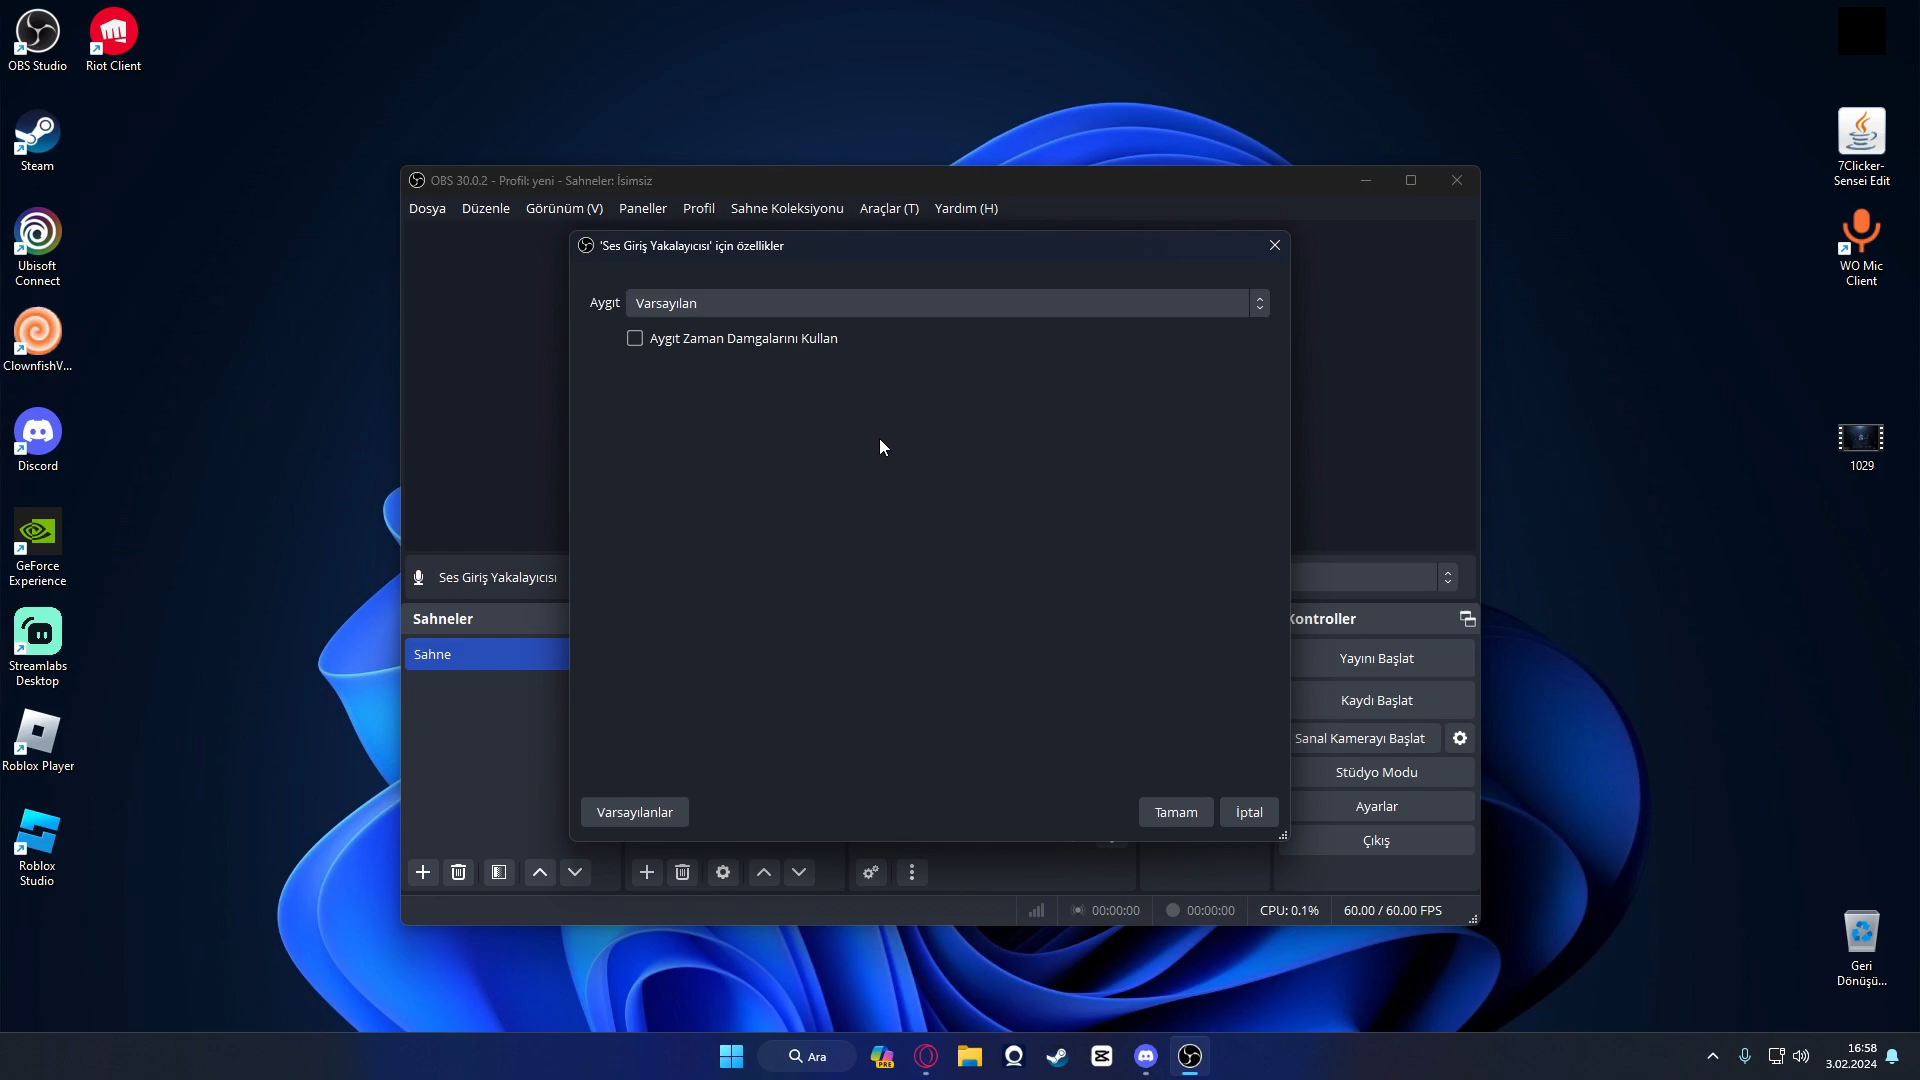 OBS Studio
Riot Client
Steam
Ubisoft
Connect
ClownfishV...
Discord
GeForce
Experience
Streamlabs
Desktop
Roblox Player
Roblox
Studio
OBS 30.0.2 - Profil: yeni - Sahneler: İsimsiz
Dosya Düzenle Görünüm (V) Paneller Profil Sahne Koleksiyonu Araçlar (T) Yardım (H)
'Ses Giriş Yakalayıcısı' için özellikler
Aygıt Varsayılan
Aygıt Zaman Damgalarını Kullan
Varsayılanlar
Tamam
İptal
Ses Giriş Yakalayıcısı
Sahneler
Sahne
Kontroller
Yayını Başlat
Kaydı Başlat
Sanal Kamerayı Başlat
Stüdyo Modu
Ayarlar
Çıkış
00:00:00
00:00:00
CPU: 0.1%
60.00 / 60.00 FPS
7Clicker-
Sensei Edit
WO Mic
Client
1029
Geri
Dönüşü...
Ara
PRE
16:58
3.02.2024